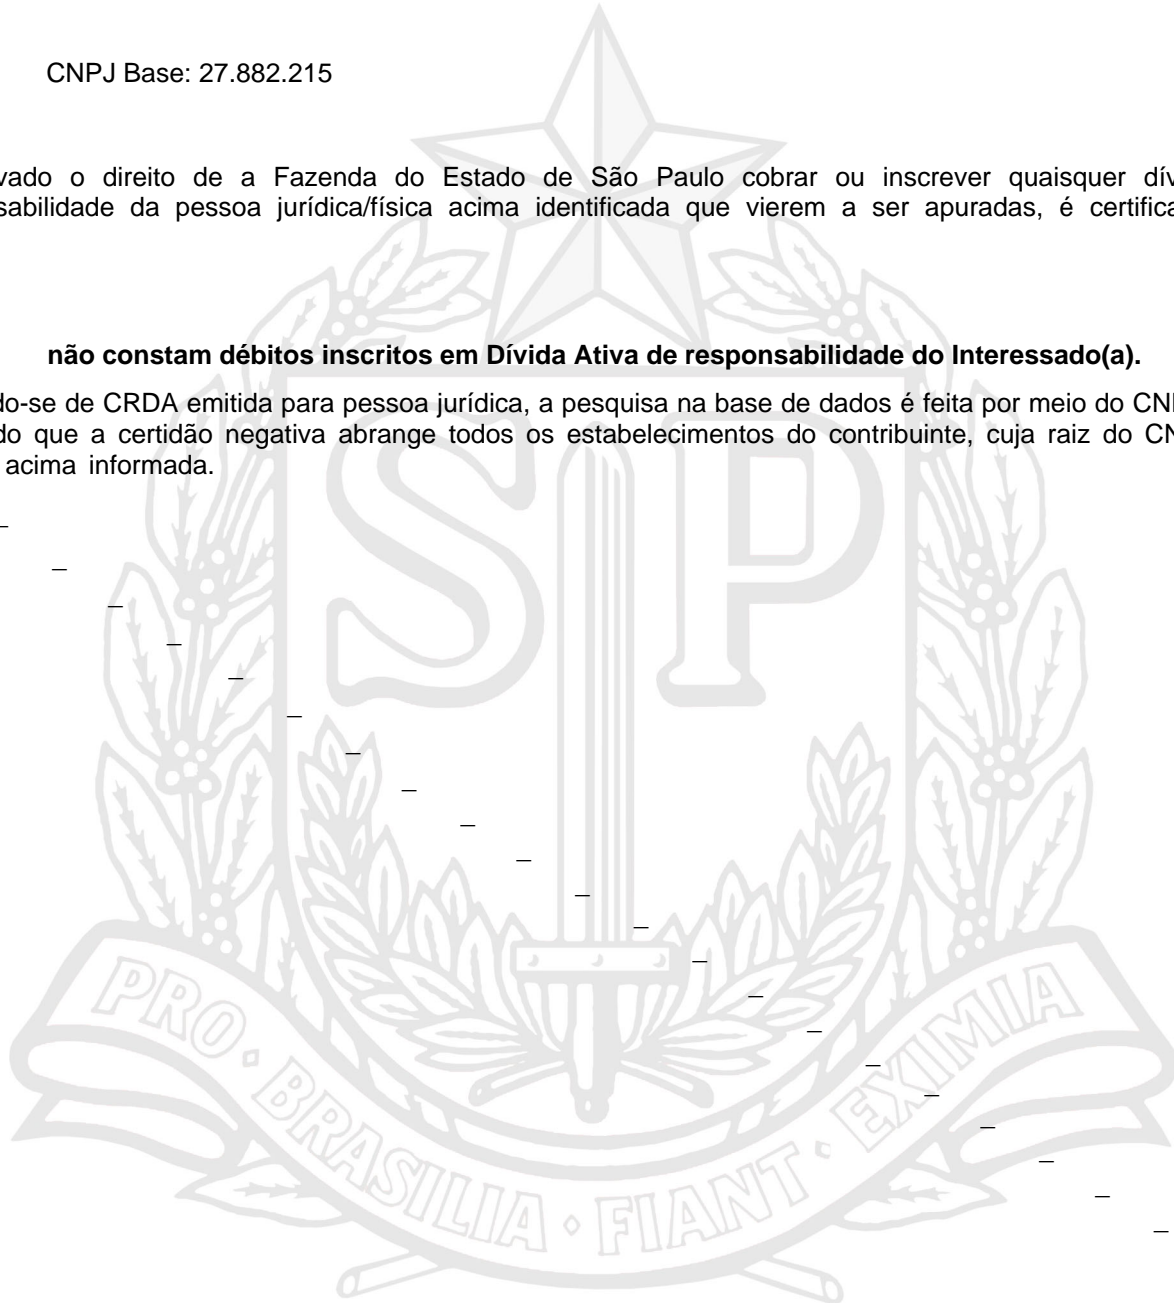 CNPJ Base: 27.882.215
vado o direito de a Fazenda do Estado de São Paulo cobrar ou inscrever quaisquer dív
sabilidade da pessoa jurídica/física acima identificada que vierem a ser apuradas, é certifica
não constam débitos inscritos em Dívida Ativa de responsabilidade do Interessado(a).
do-se de CRDA emitida para pessoa jurídica, a pesquisa na base de dados é feita por meio do CN
do que a certidão negativa abrange todos os estabelecimentos do contribuinte, cuja raiz do CN
acima informada.
SP
PRO • BRASILIA • FIANT • EXIMIA